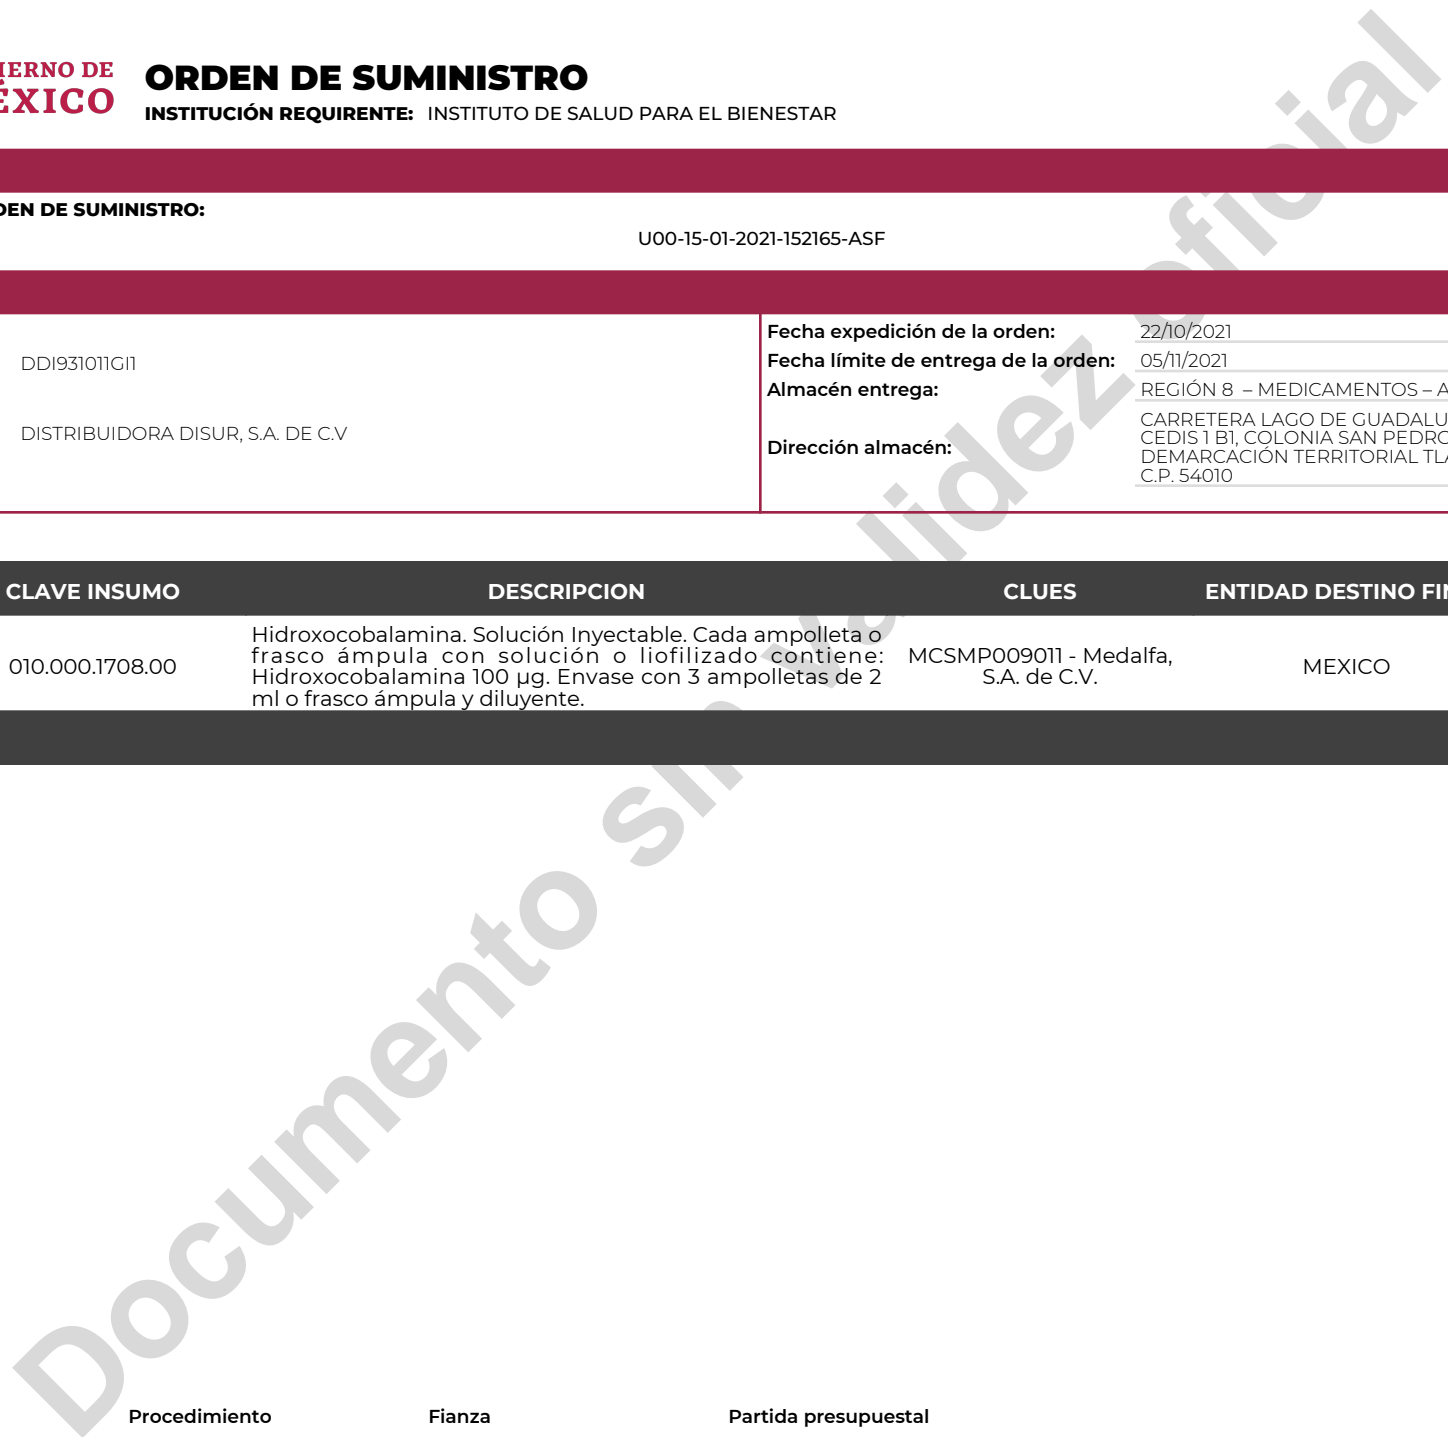 IERNO DE
ÉXICO
ORDEN DE SUMINISTRO
INSTITUCIÓN REQUIRENTE: INSTITUTO DE SALUD PARA EL BIENESTAR
DEN DE SUMINISTRO:
U00-15-01-2021-152165-ASF
DDI931011GI1
DISTRIBUIDORA DISUR, S.A. DE C.V
Fecha expedición de la orden: 22/10/2021
Fecha límite de entrega de la orden: 05/11/2021
Almacén entrega: REGIÓN 8 – MEDICAMENTOS – A
Dirección almacén:
CARRETERA LAGO DE GUADALU
CEDIS 1 B1, COLONIA SAN PEDRO
DEMARCACIÓN TERRITORIAL TLA
C.P. 54010
CLAVE INSUMO DESCRIPCION CLUES ENTIDAD DESTINO FIN
010.000.1708.00
Hidroxocobalamina. Solución Inyectable. Cada ampolleta o
frasco ámpula con solución o liofilizado contiene:
Hidroxocobalamina 100 µg. Envase con 3 ampolletas de 2
ml o frasco ámpula y diluyente.
MCSMP009011 - Medalfa,
S.A. de C.V.
MEXICO
Documento sin validez oficial
Procedimiento Fianza Partida presupuestal